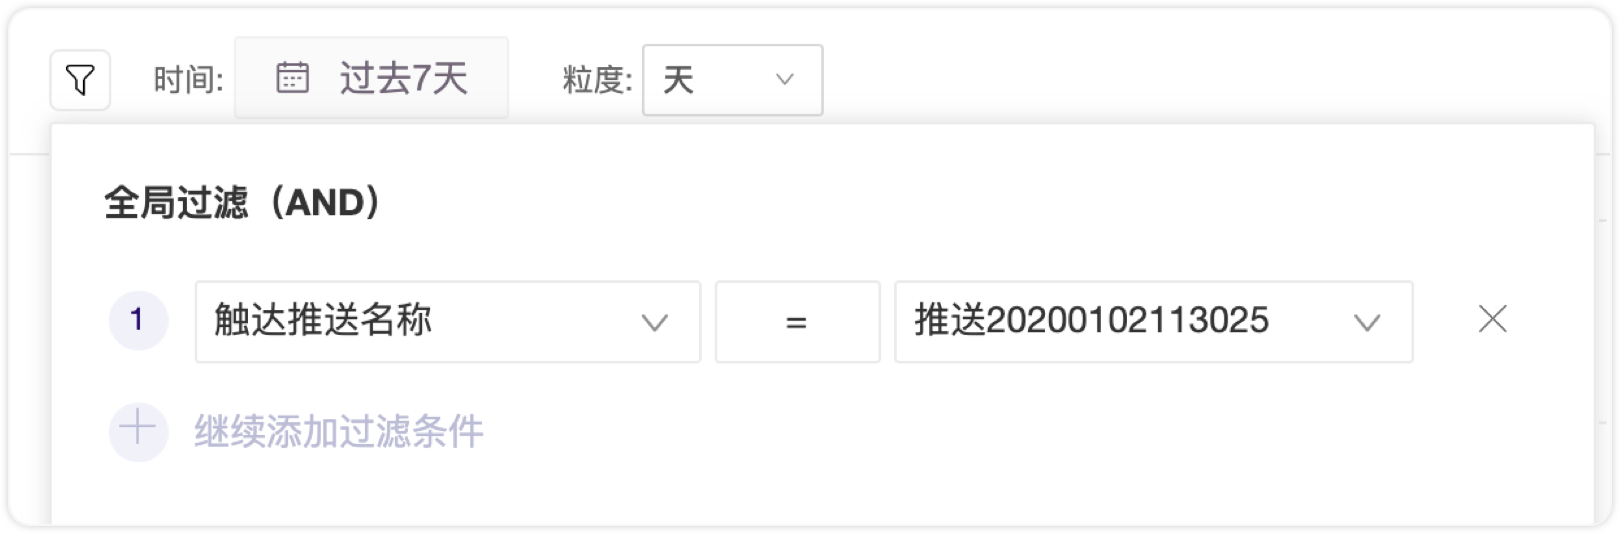 时间: 过去7天 粒度: 天
全局过滤（AND）
1 触达推送名称 = 推送20200102113025
继续添加过滤条件